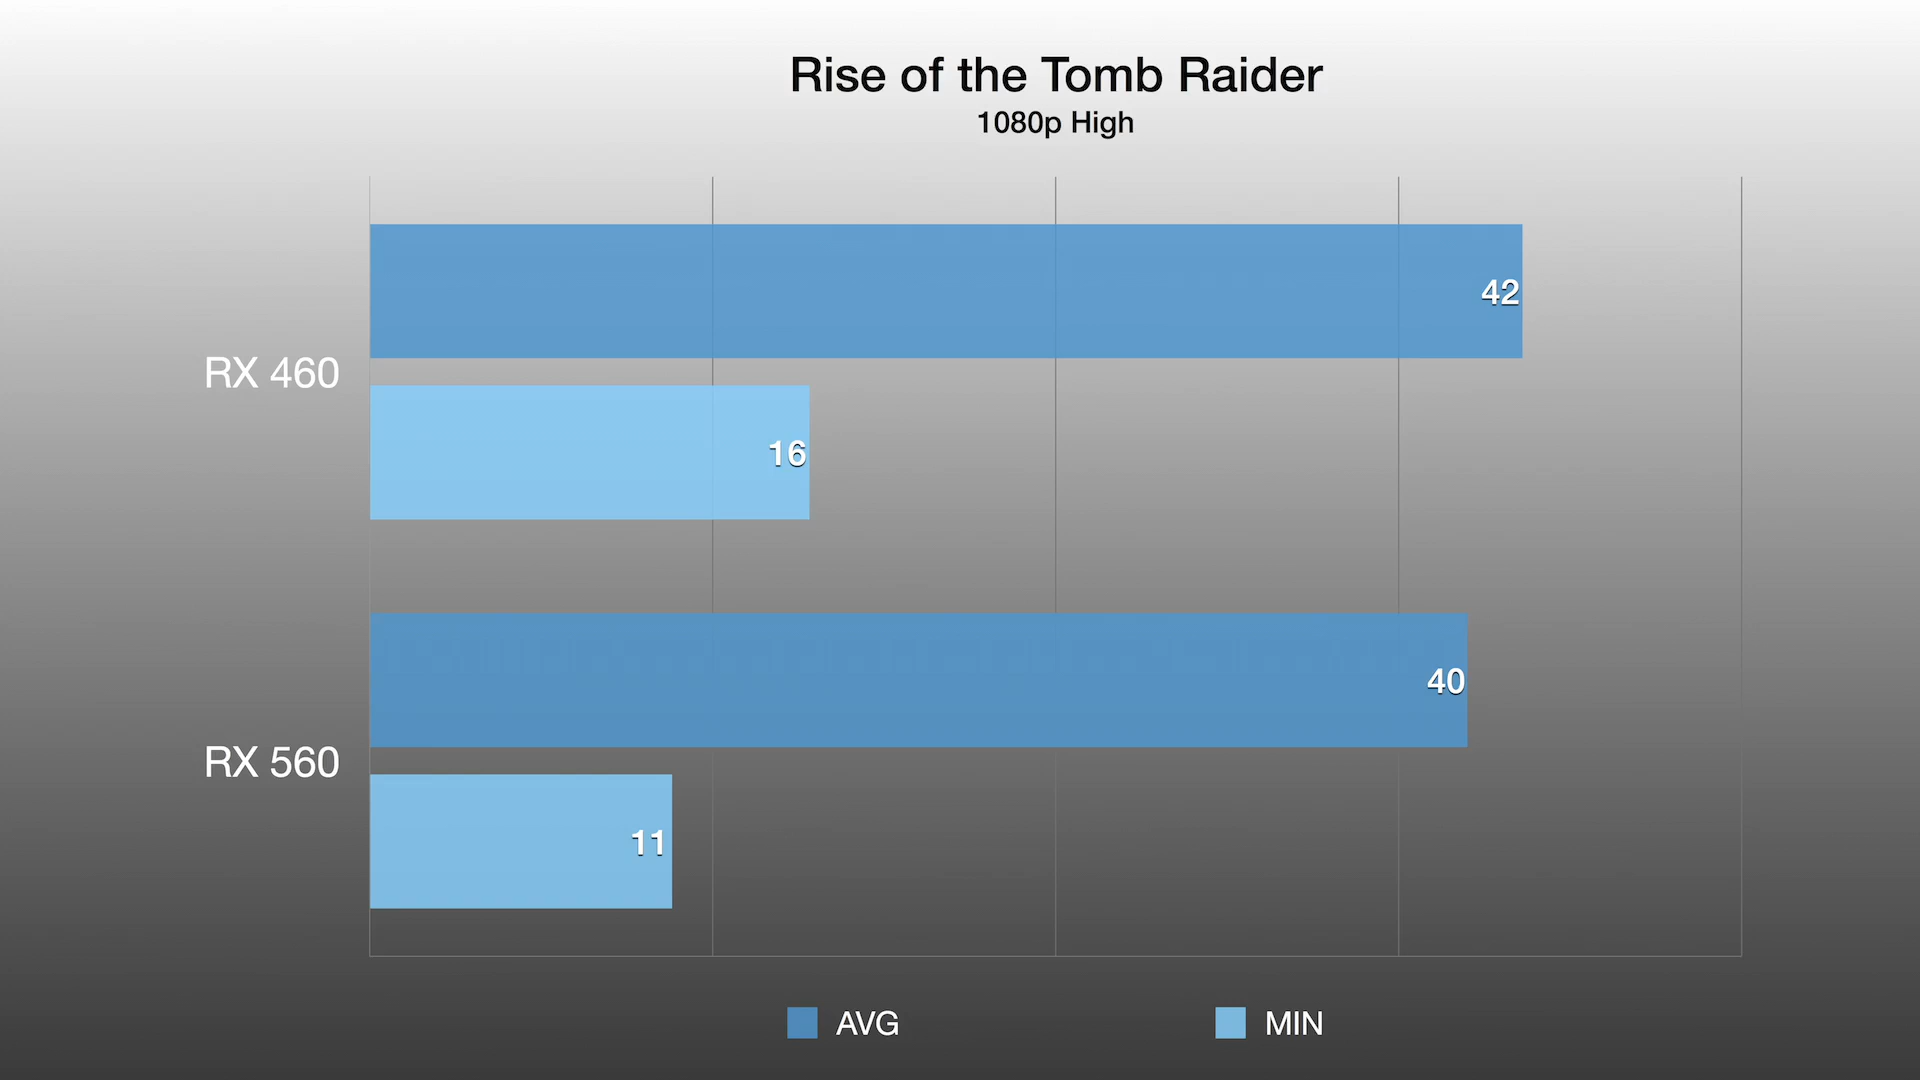 Rise of the Tomb Raider
1080p High
42
RX 460
16
40
RX 560
11
AVG
MIN